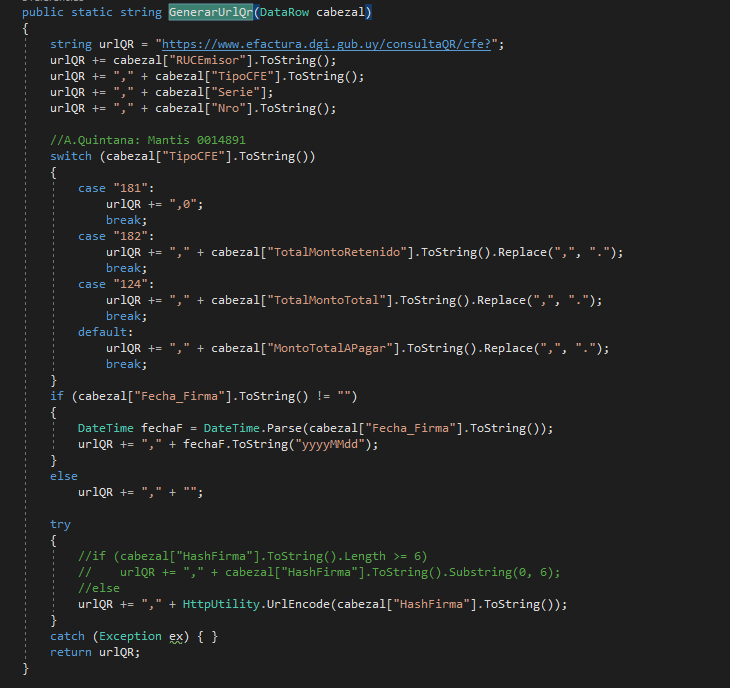 public static string GenerarUrlQr(DataRow cabezal)
{
    string urlQR = "https://www.efactura.dgi.gub.uy/consultaQR/cfe?";
    urlQR += cabezal["RUCEmisor"].ToString();
    urlQR += "," + cabezal["TipoCFE"].ToString();
    urlQR += "," + cabezal["Serie"];
    urlQR += "," + cabezal["Nro"].ToString();

    //A.Quintana: Mantis 0014891
    switch (cabezal["TipoCFE"].ToString())
    {
        case "181":
            urlQR += ",0";
            break;
        case "182":
            urlQR += "," + cabezal["TotalMontoRetenido"].ToString().Replace(",", ".");
            break;
        case "124":
            urlQR += "," + cabezal["TotalMontoTotal"].ToString().Replace(",", ".");
            break;
        default:
            urlQR += "," + cabezal["MontoTotalAPagar"].ToString().Replace(",", ".");
            break;
    }
    if (cabezal["Fecha_Firma"].ToString() != "")
    {
        DateTime fechaF = DateTime.Parse(cabezal["Fecha_Firma"].ToString());
        urlQR += "," + fechaF.ToString("yyyyMMdd");
    }
    else
        urlQR += "," + "";

    try
    {
        //if (cabezal["HashFirma"].ToString().Length >= 6)
        //    urlQR += "," + cabezal["HashFirma"].ToString().Substring(0, 6);
        //else
        urlQR += "," + HttpUtility.UrlEncode(cabezal["HashFirma"].ToString());
    }
    catch (Exception ex) { }
    return urlQR;
}